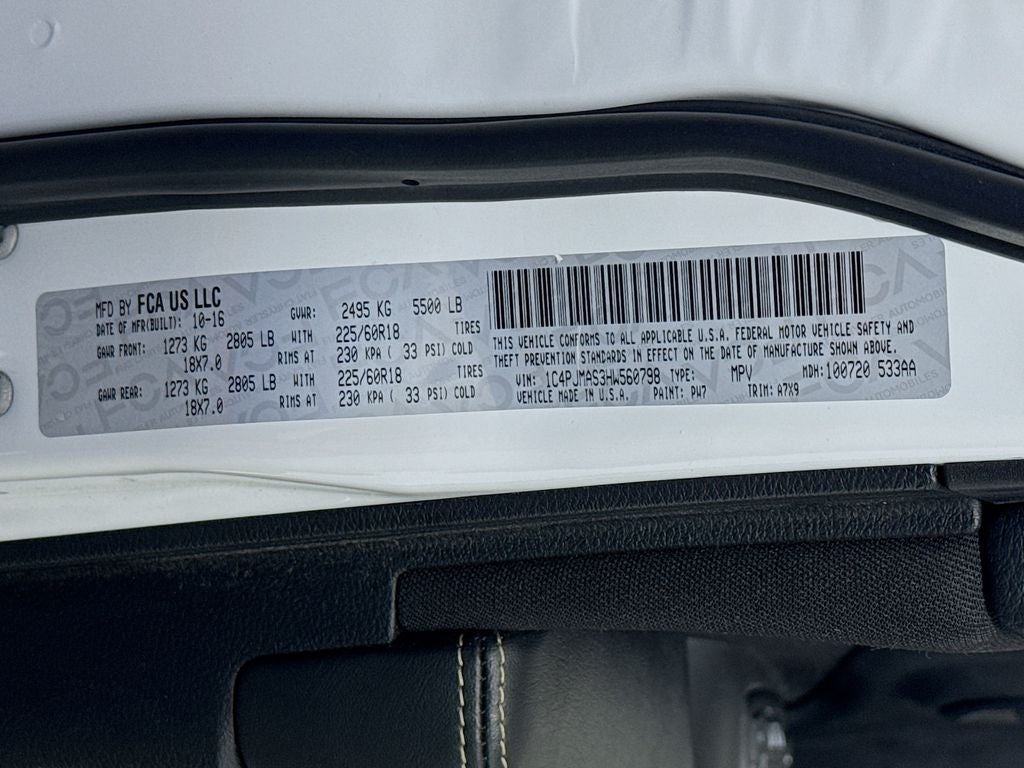 MFD BY FCA US LLC
DATE OF MFR(BUILT): 10-16 GVWR: 2495 KG 5500 LB
GAWR FRONT: 1273 KG 2805 LB WITH 225/60R18 TIRES
18X7.0 RIMS AT 230 KPA ( 33 PSI) COLD
GAWR REAR: 1273 KG 2805 LB WITH 225/60R18 TIRES
18X7.0 RIMS AT 230 KPA ( 33 PSI) COLD
THIS VEHICLE CONFORMS TO ALL APPLICABLE U.S.A. FEDERAL MOTOR VEHICLE SAFETY AND
THEFT PREVENTION STANDARDS IN EFFECT ON THE DATE OF MANUFACTURE SHOWN ABOVE.
VIN: 1C4PJMAS3HW560798 TYPE: MPV MDH: 100720 533AA
VEHICLE MADE IN U.S.A. PAINT: PW7 TRIM: A7X9